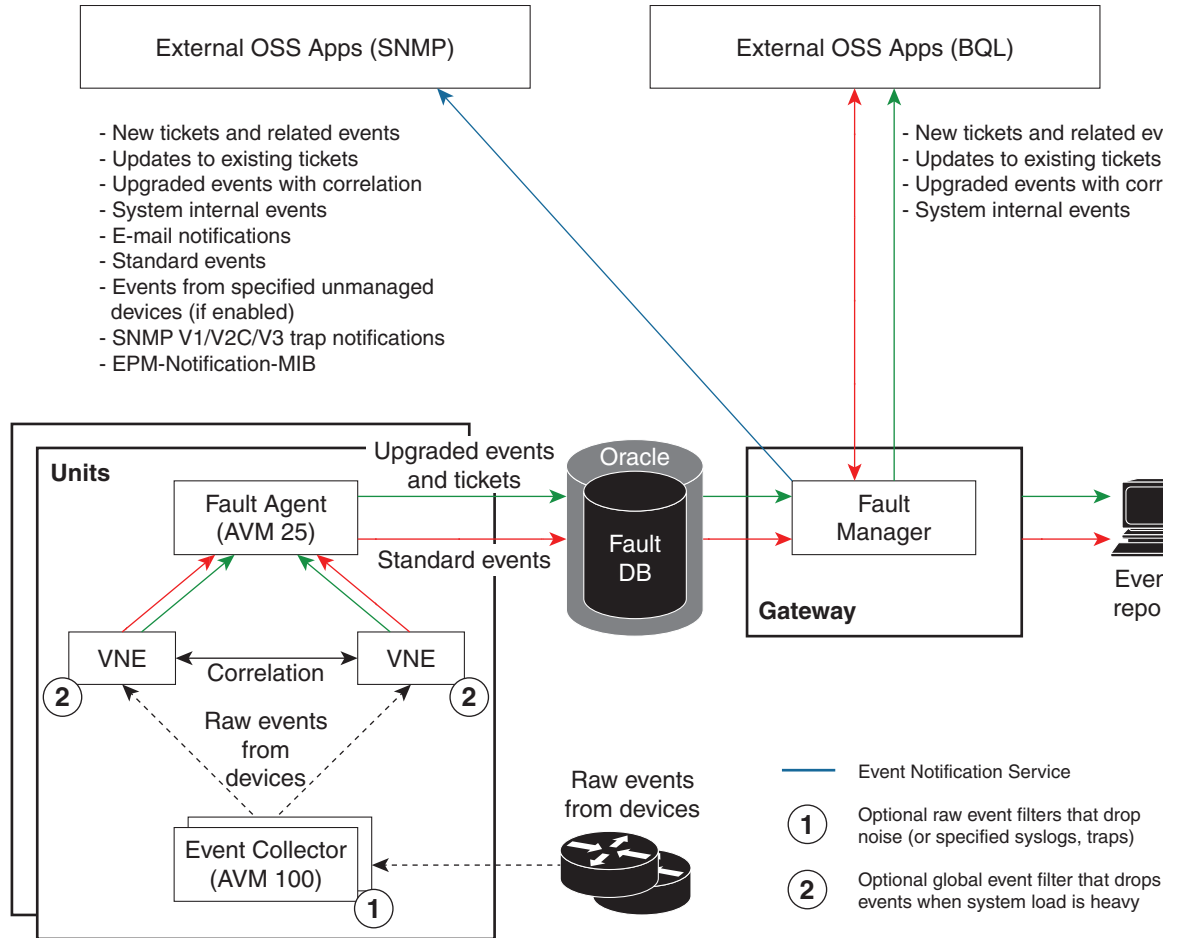 External OSS Apps (SNMP)
External OSS Apps (BQL)
- New tickets and related events
- Updates to existing tickets
- Upgraded events with correlation
- System internal events
- E-mail notifications
- Standard events
- Events from specified unmanaged
devices (if enabled)
- SNMP V1/V2C/V3 trap notifications
- EPM-Notification-MIB
- New tickets and related ev
- Updates to existing tickets
- Upgraded events with corr
- System internal events
Units
Fault Agent
(AVM 25)
Upgraded events
and tickets
Standard events
Oracle
Fault
DB
Fault
Manager
Gateway
Ever
repo
VNE
VNE
Correlation
2
2
Raw events
from
devices
Event Collector
(AVM 100)
1
Raw events
from devices
Event Notification Service
1
Optional raw event filters that drop
noise (or specified syslogs, traps)
2
Optional global event filter that drops
events when system load is heavy